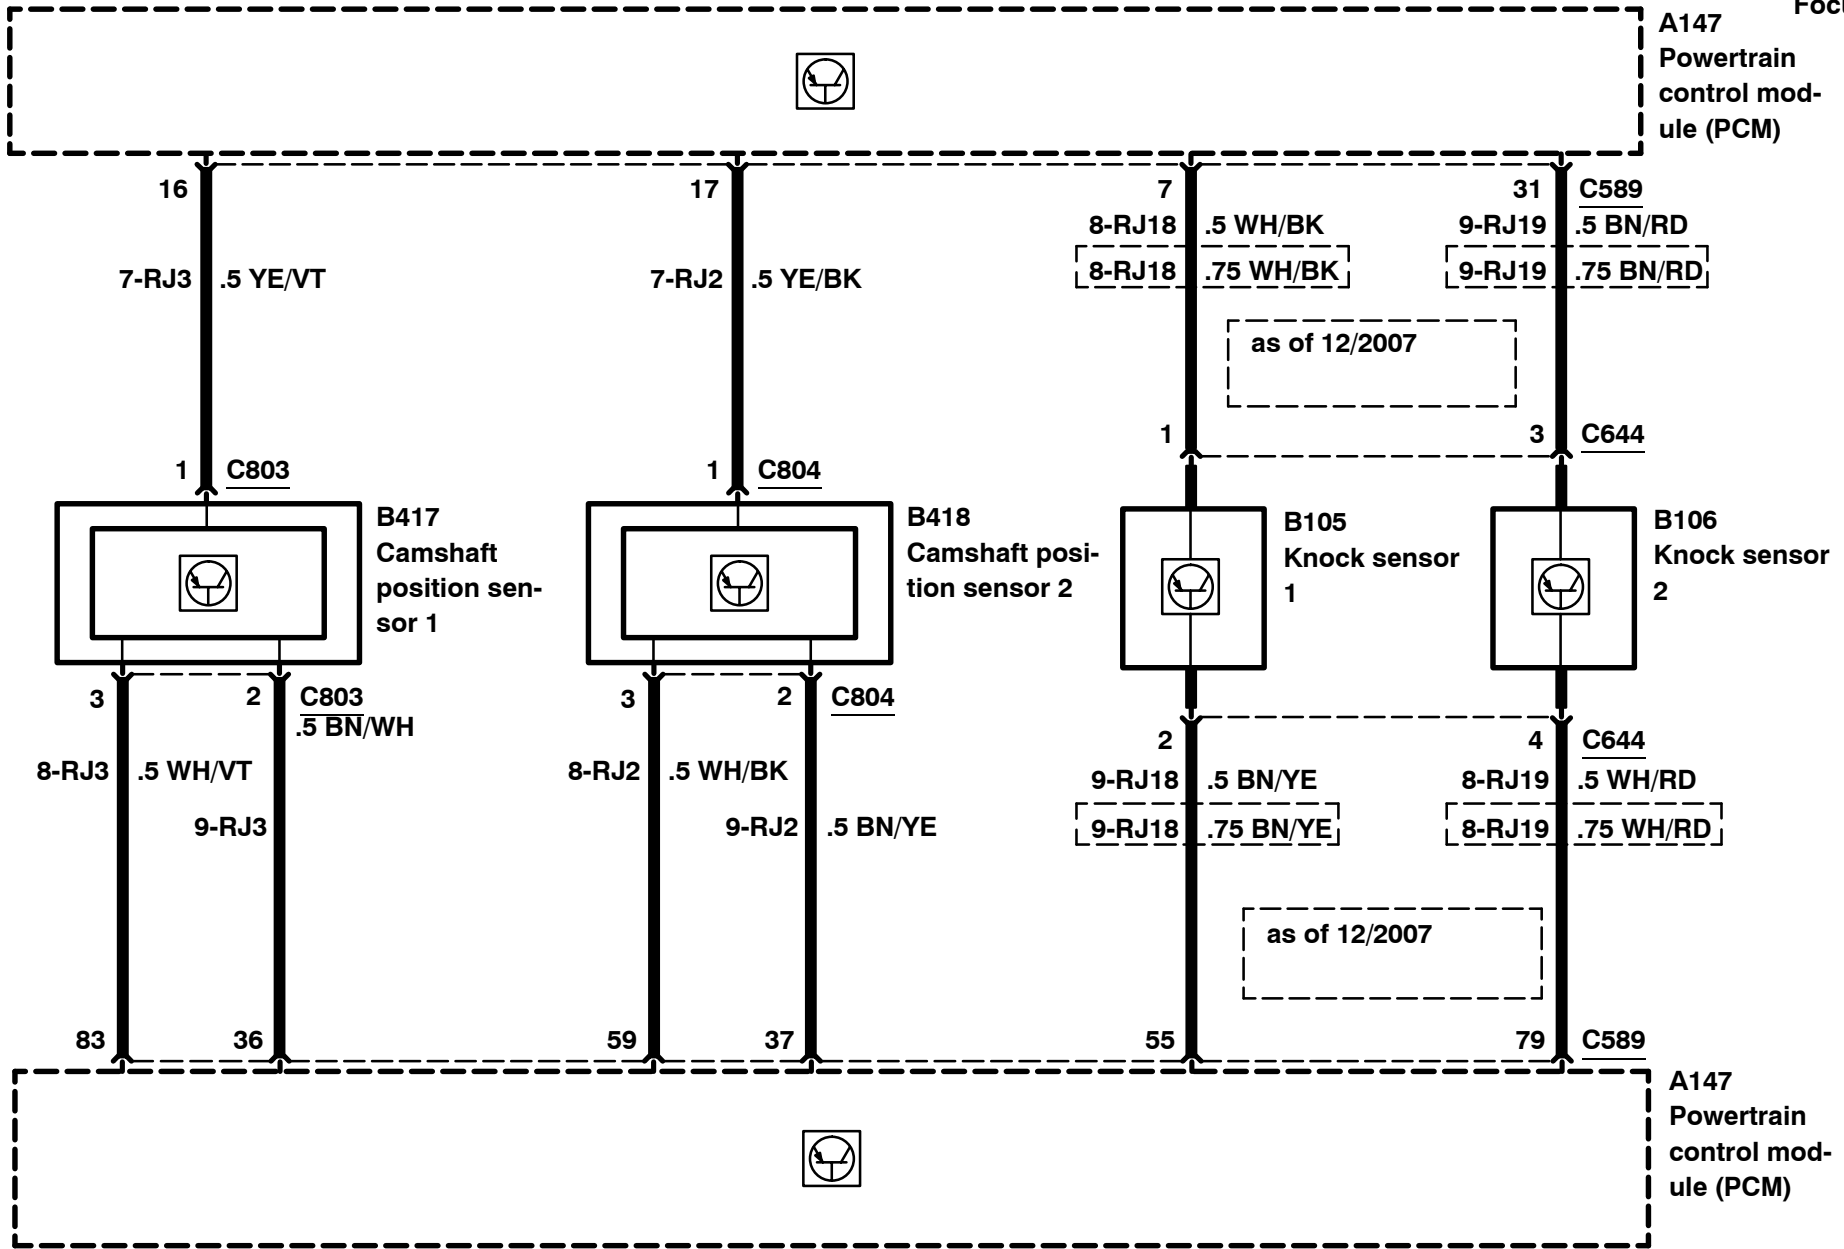 Focu
A147
Powertrain
control mod-
ule (PCM)
16
17
7
31
C589
8-RJ18
.5 WH/BK
9-RJ19
.5 BN/RD
8-RJ18
.75 WH/BK
9-RJ19
.75 BN/RD
7-RJ3
.5 YE/VT
7-RJ2
.5 YE/BK
as of 12/2007
1
3
C644
1
C803
1
C804
B417
Camshaft
position sen-
sor 1
B418
Camshaft posi-
tion sensor 2
B105
Knock sensor
1
B106
Knock sensor
2
3
2
C803
.5 BN/WH
3
2
C804
2
4
C644
8-RJ3
.5 WH/VT
8-RJ2
.5 WH/BK
9-RJ18
.5 BN/YE
8-RJ19
.5 WH/RD
9-RJ3
9-RJ2
.5 BN/YE
9-RJ18
.75 BN/YE
8-RJ19
.75 WH/RD
as of 12/2007
83
36
59
37
55
79
C589
A147
Powertrain
control mod-
ule (PCM)